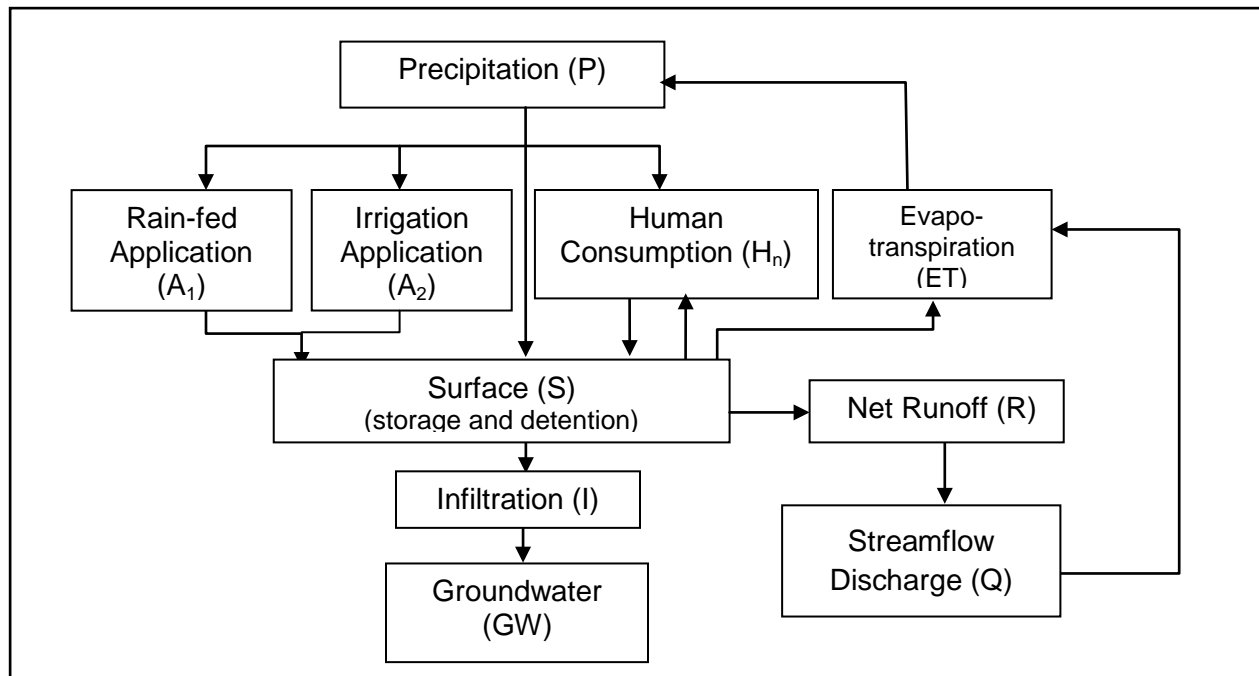 Precipitation (P)
Rain-fed
Application
(A₁)
Irrigation
Application
(A₂)
Human
Consumption (Hₙ)
Evapo-
transpiration
(ET)
Surface (S)
(storage and detention)
Net Runoff (R)
Infiltration (I)
Streamflow
Discharge (Q)
Groundwater
(GW)